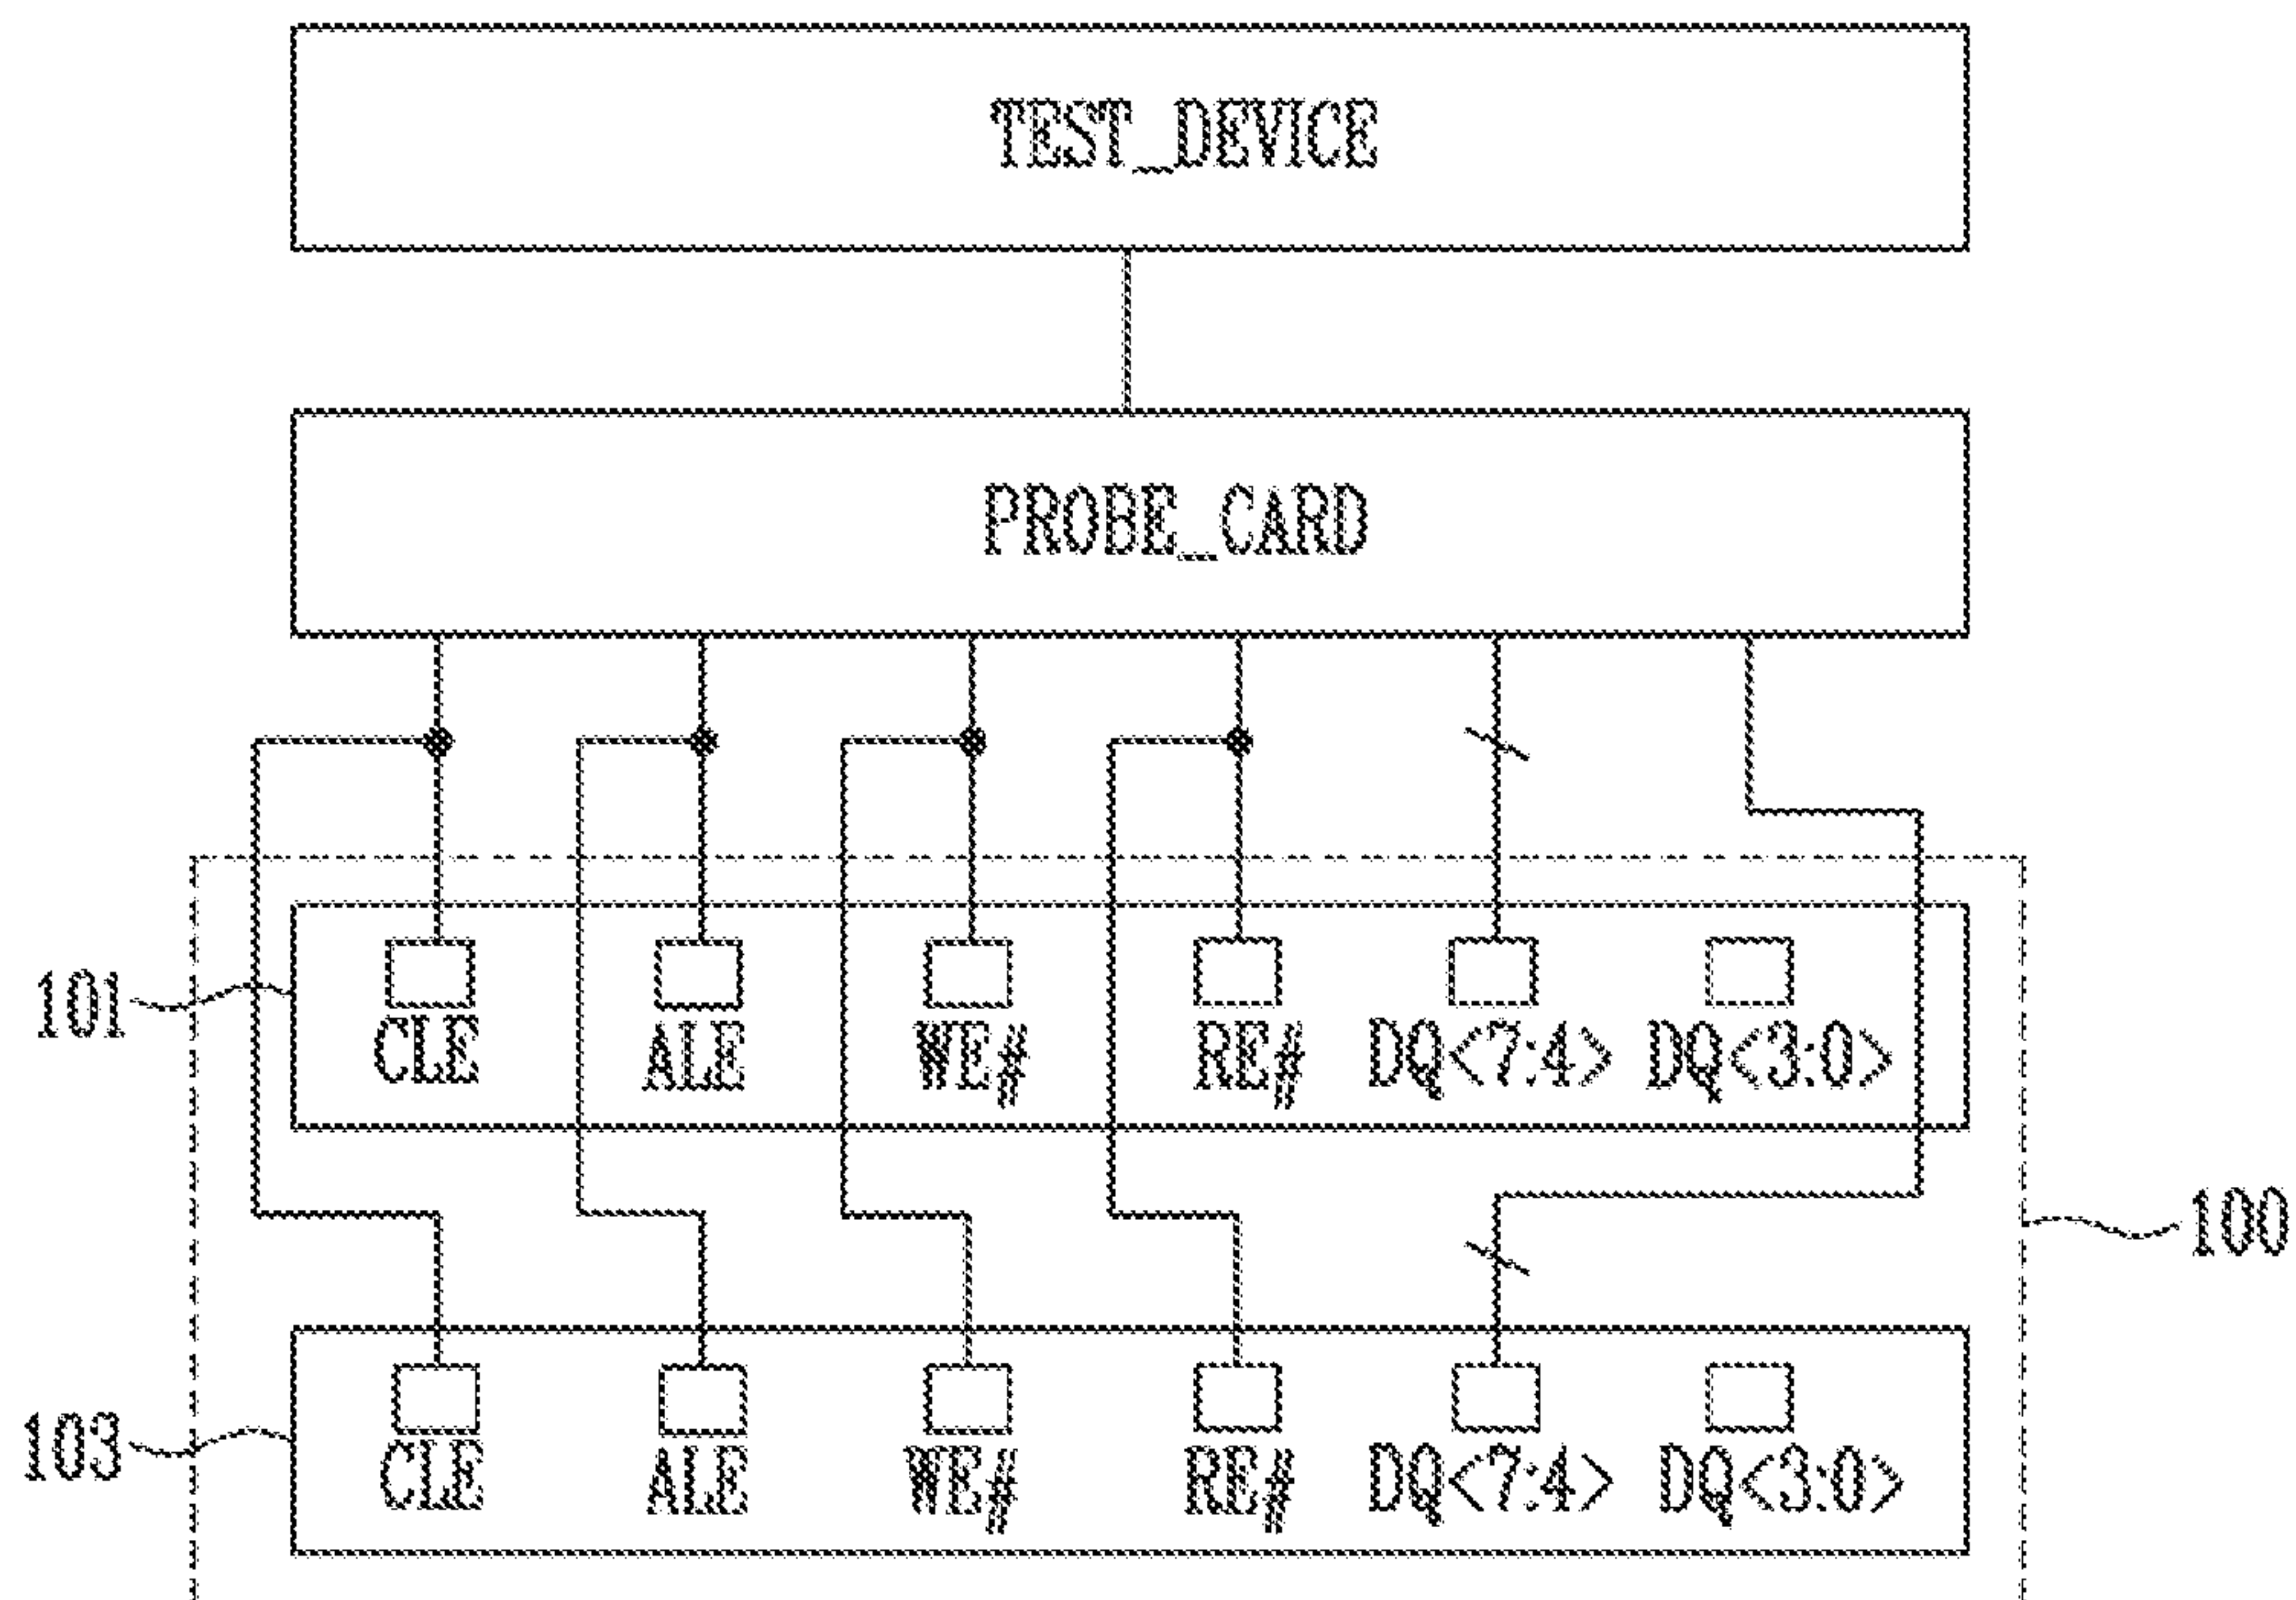 TEST_DEVICE
PROBE_CARD
101
CLE ALE WE# RE# DQ<7:4> DQ<3:0>
100
103
CLE ALE WE# RE# DQ<7:4> DQ<3:0>